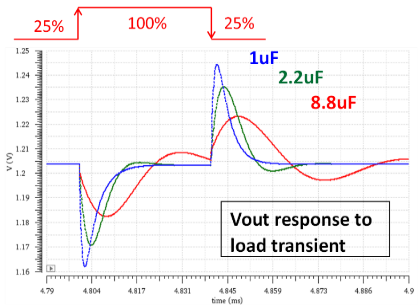 25%
100%
25%
1uF
2.2uF
8.8uF
1.25
1.24
1.23
1.22
1.21
1.2
1.19
1.18
1.17
1.16
V (V)
Vout response to
load transient
4.79 4.804 4.818 4.831 4.845 4.859 4.873 4.886 4.9
time (ms)